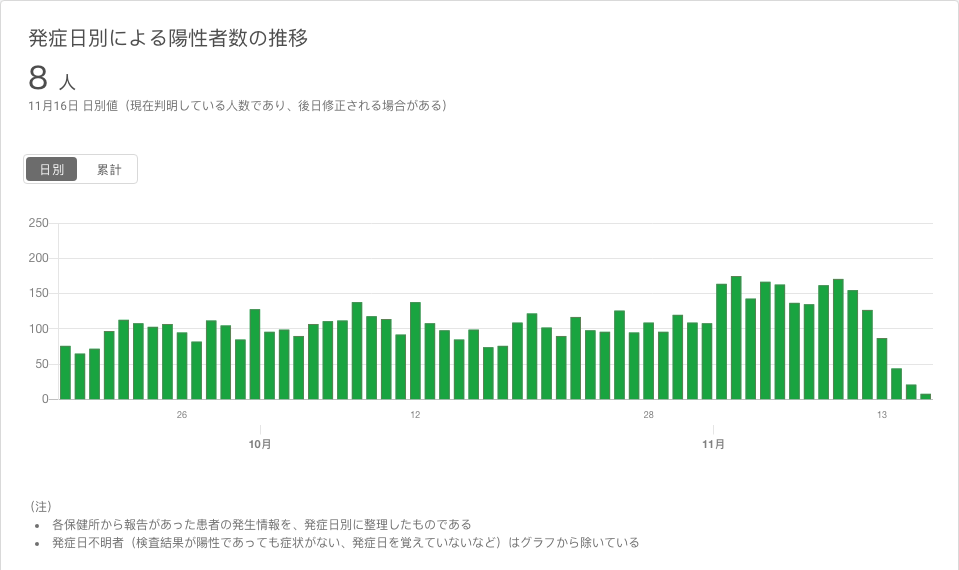 発症日別による陽性者数の推移
8 人
11月16日 日別値（現在判明している人数であり、後日修正される場合がある）
日別 累計
250
200
150
100
50
0
26 12 28 13
10月 11月
（注）
• 各保健所から報告があった患者の発生情報を、発症日別に整理したものである
• 発症日不明者（検査結果が陽性であっても症状がない、発症日を覚えていないなど）はグラフから除いている